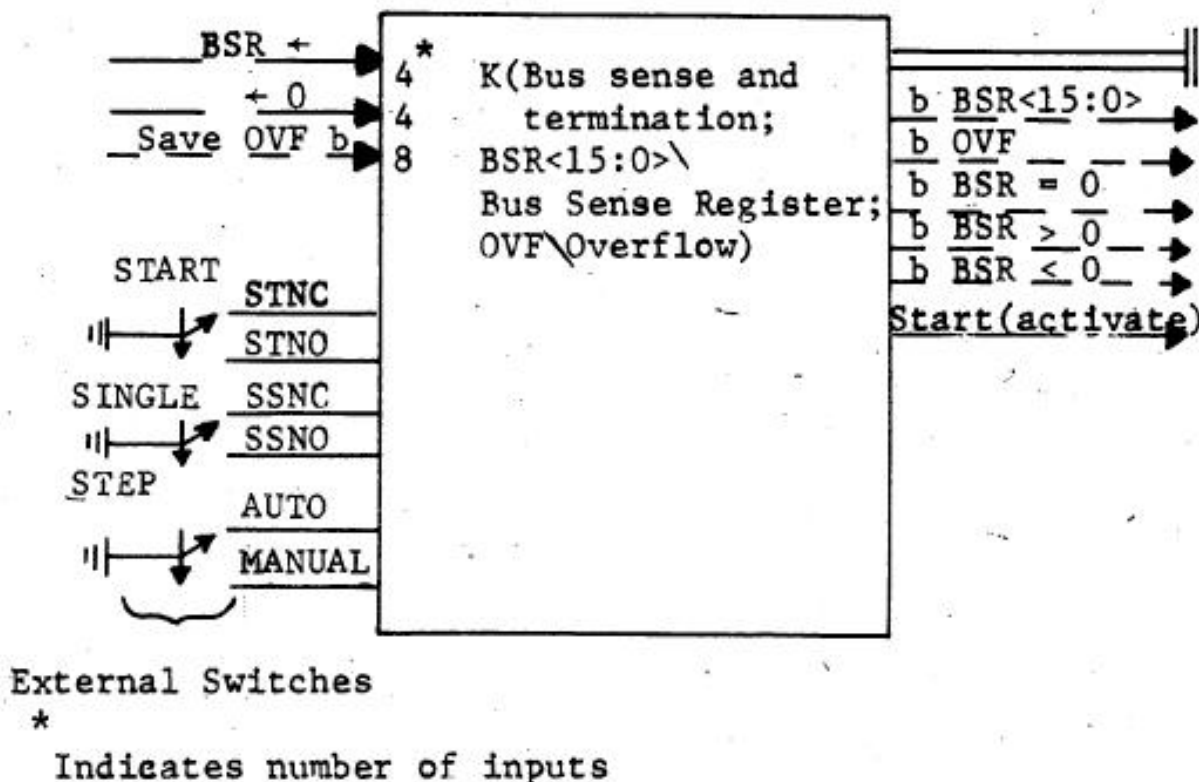 BSR ←
4*
← 0
4
Save OVF b
8
K(Bus sense and
termination;
BSR<15:0>\
Bus Sense Register;
OVF\Overflow)
b BSR<15:0>
b OVF
b BSR = 0
b BSR > 0
b BSR < 0
Start(activate)
START
STNC
STNO
SINGLE
SSNC
SSNO
STEP
AUTO
MANUAL
External Switches
*
Indicates number of inputs